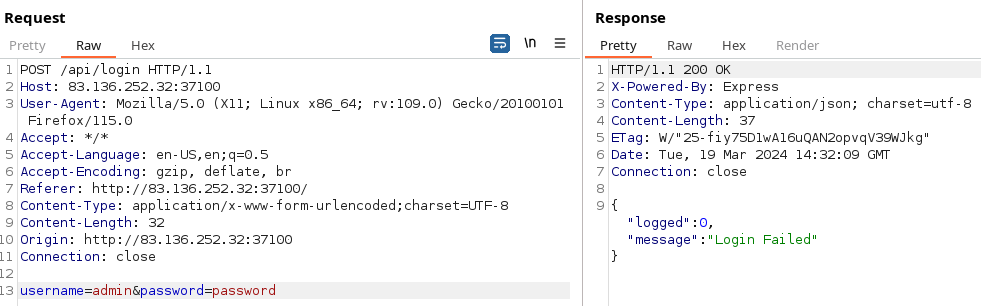 Request
Pretty Raw Hex \n
1 POST /api/login HTTP/1.1
2 Host: 83.136.252.32:37100
3 User-Agent: Mozilla/5.0 (X11; Linux x86_64; rv:109.0) Gecko/20100101
Firefox/115.0
4 Accept: */*
5 Accept-Language: en-US,en;q=0.5
6 Accept-Encoding: gzip, deflate, br
7 Referer: http://83.136.252.32:37100/
8 Content-Type: application/x-www-form-urlencoded;charset=UTF-8
9 Content-Length: 32
10 Origin: http://83.136.252.32:37100
11 Connection: close
12
13 username=admin&password=password
Response
Pretty Raw Hex Render
1 HTTP/1.1 200 OK
2 X-Powered-By: Express
3 Content-Type: application/json; charset=utf-8
4 Content-Length: 37
5 ETag: W/"25-fiy75D1wA16uQAN2opvqV39WJkg"
6 Date: Tue, 19 Mar 2024 14:32:09 GMT
7 Connection: close
8
9 {
"logged":0,
"message":"Login Failed"
}